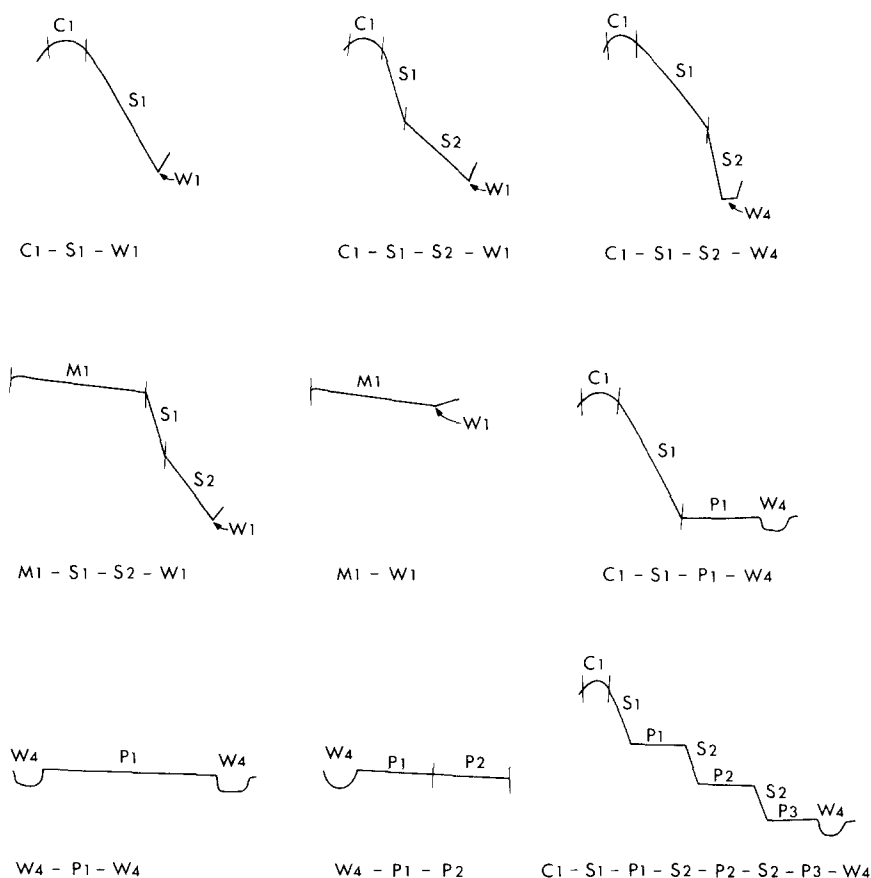 C1
S1
W1
C1 – S1 – W1
C1
S1
S2
W1
C1 – S1 – S2 – W1
C1
S1
S2
W4
C1 – S1 – S2 – W4
M1
S1
S2
W1
M1 – S1 – S2 – W1
M1
W1
M1 – W1
C1
S1
P1
W4
C1 – S1 – P1 – W4
W4
P1
W4
W4 – P1 – W4
W4
P1
P2
W4 – P1 – P2
C1
S1
P1
S2
P2
S2
P3
W4
C1 – S1 – P1 – S2 – P2 – S2 – P3 – W4